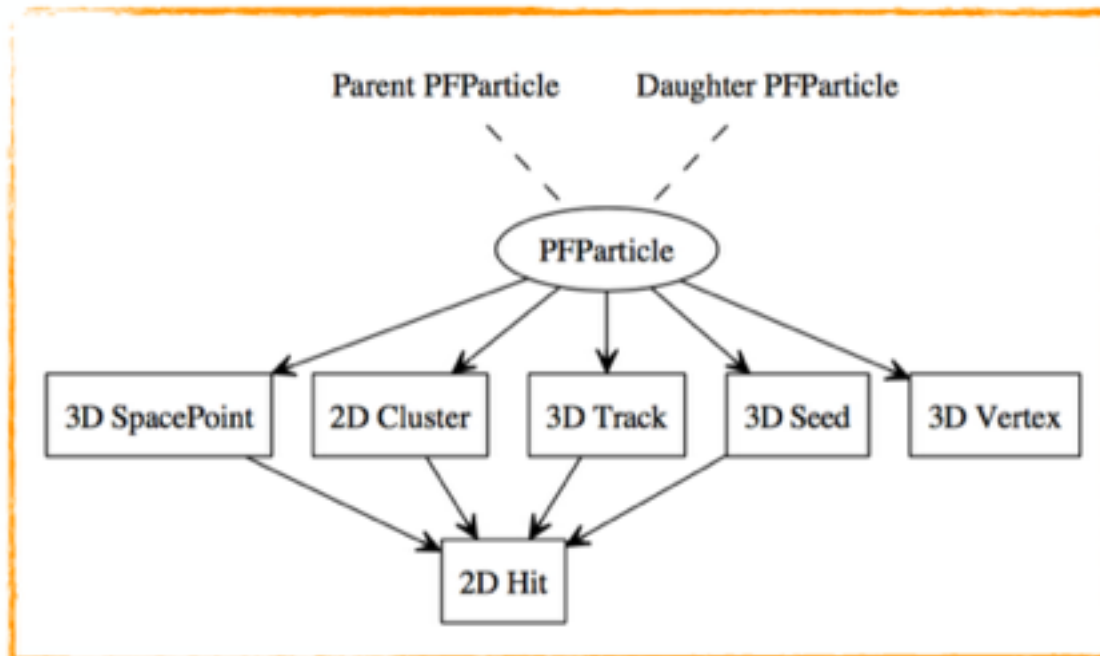 Parent PFParticle
Daughter PFParticle
PFParticle
3D SpacePoint
2D Cluster
3D Track
3D Seed
3D Vertex
2D Hit